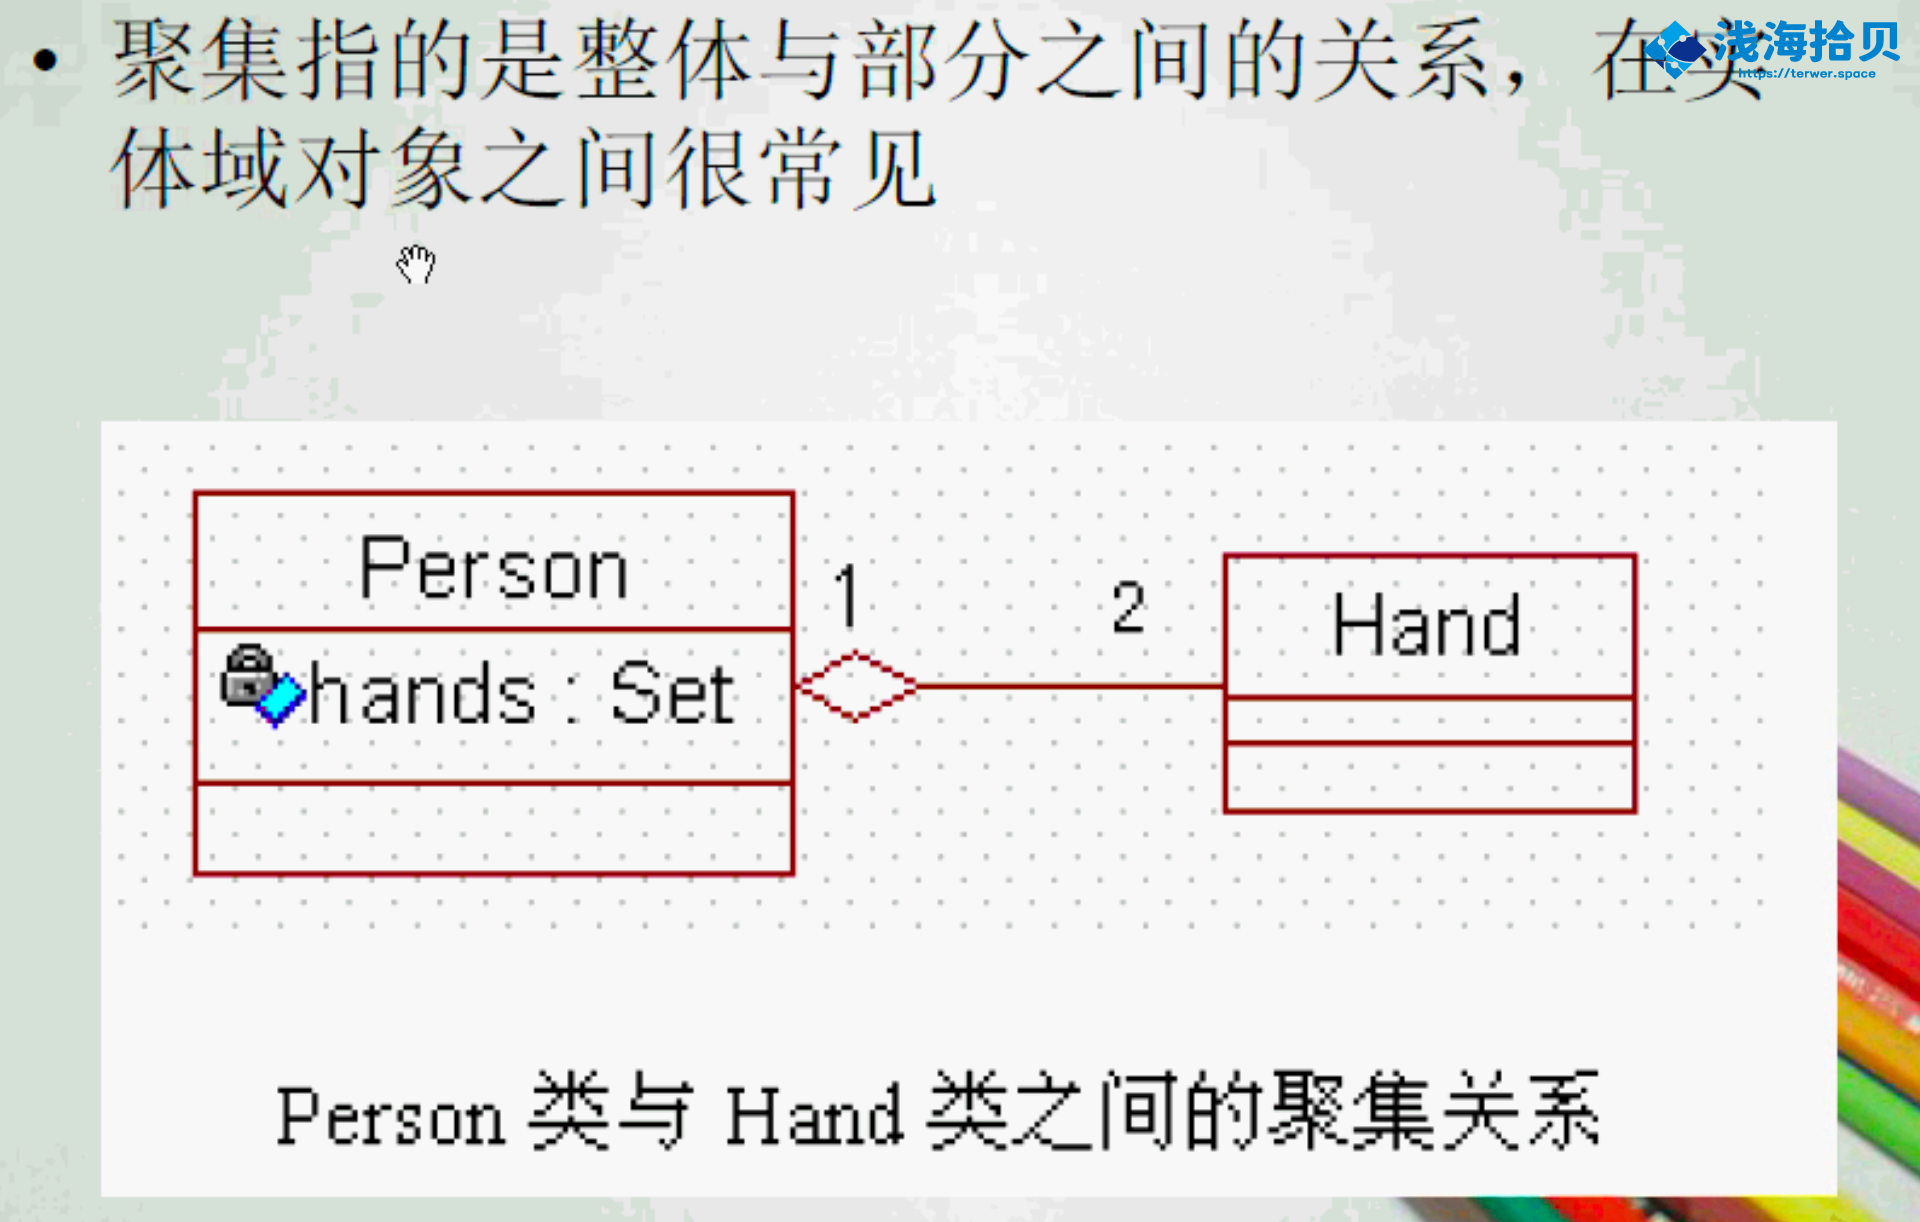 • 聚集指的是整体与部分之间的关系，在实
浅海拾贝
https://terwer.space
体域对象之间很常见
Person
hands : Set
1
2
Hand
Person 类与 Hand 类之间的聚集关系